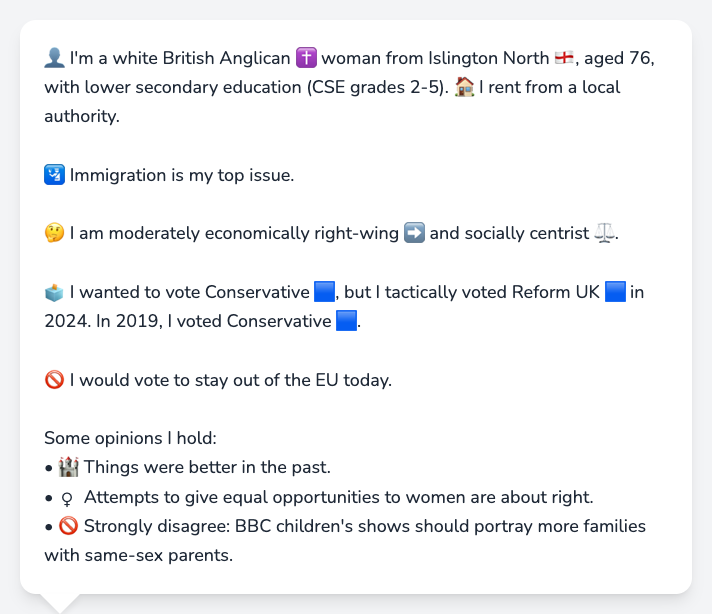 👤 I'm a white British Anglican ✝️ woman from Islington North 🏴󠁧󠁢󠁥󠁮󠁧󠁿, aged 76,
with lower secondary education (CSE grades 2-5). 🏠 I rent from a local
authority.
🛂 Immigration is my top issue.
🤔 I am moderately economically right-wing ➡️ and socially centrist ⚖️.
🗳️ I wanted to vote Conservative 🟦, but I tactically voted Reform UK 🟦 in
2024. In 2019, I voted Conservative 🟦.
🚫 I would vote to stay out of the EU today.
Some opinions I hold:
• 🏰 Things were better in the past.
• ♀ Attempts to give equal opportunities to women are about right.
• 🚫 Strongly disagree: BBC children's shows should portray more families
with same-sex parents.